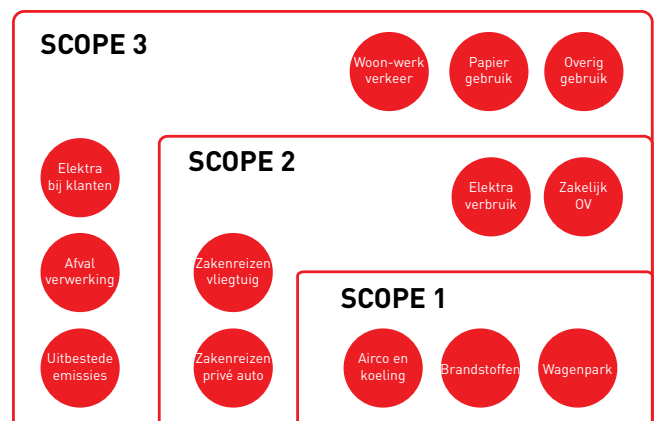 SCOPE 3
Woon-werk
verkeer
Papier
gebruik
Overig
gebruik
Elektra
bij klanten
Afval
verwerking
Uitbestede
emissies
SCOPE 2
Elektra
verbruik
Zakelijk
OV
Zakenreizen
vliegtuig
Zakenreizen
privé auto
SCOPE 1
Airco en
koeling
Brandstoffen
Wagenpark